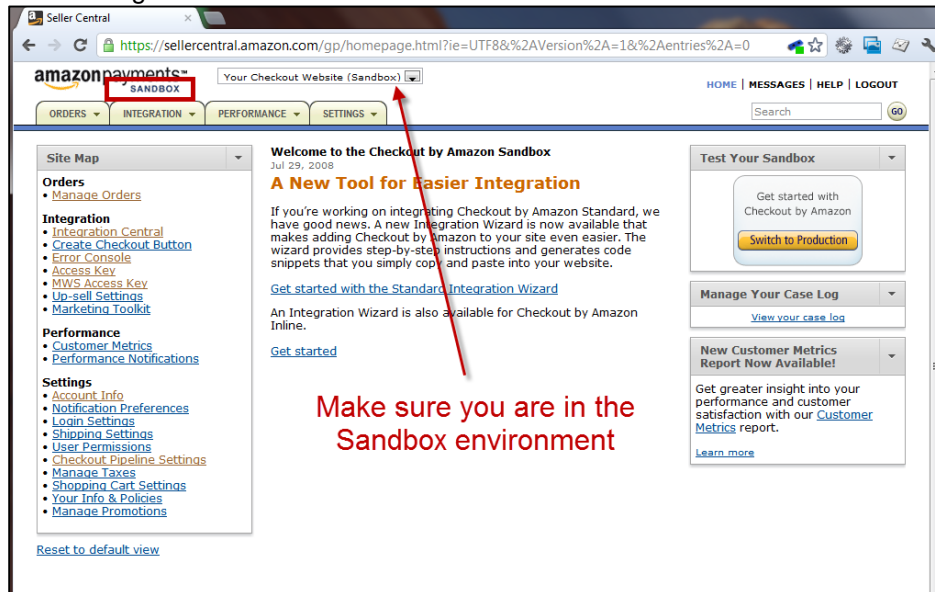 Seller Central
https://sellercentral.amazon.com/gp/homepage.html?ie=UTF8&%2AVersion%2A=1&%2Aentries%2A=0
amazonpayments™
SANDBOX
Your Checkout Website (Sandbox)
HOME | MESSAGES | HELP | LOGOUT
ORDERS
INTEGRATION
PERFORMANCE
SETTINGS
Search
GO
Site Map
Orders
• Manage Orders
Integration
• Integration Central
• Create Checkout Button
• Error Console
• Access Key
• MWS Access Key
• Up-sell Settings
• Marketing Toolkit
Performance
• Customer Metrics
• Performance Notifications
Settings
• Account Info
• Notification Preferences
• Login Settings
• Shipping Settings
• User Permissions
• Checkout Pipeline Settings
• Manage Taxes
• Shopping Cart Settings
• Your Info & Policies
• Manage Promotions
Reset to default view
Welcome to the Checkout by Amazon Sandbox
Jul 29, 2008
A New Tool for Easier Integration
If you're working on integrating Checkout by Amazon Standard, we
have good news. A new Integration Wizard is now available that
makes adding Checkout by Amazon to your site even easier. The
wizard provides step-by-step instructions and generates code
snippets that you simply copy and paste into your website.
Get started with the Standard Integration Wizard
An Integration Wizard is also available for Checkout by Amazon
Inline.
Get started
Make sure you are in the
Sandbox environment
Test Your Sandbox
Get started with
Checkout by Amazon
Switch to Production
Manage Your Case Log
View your case log
New Customer Metrics
Report Now Available!
Get greater insight into your
performance and customer
satisfaction with our Customer
Metrics report.
Learn more